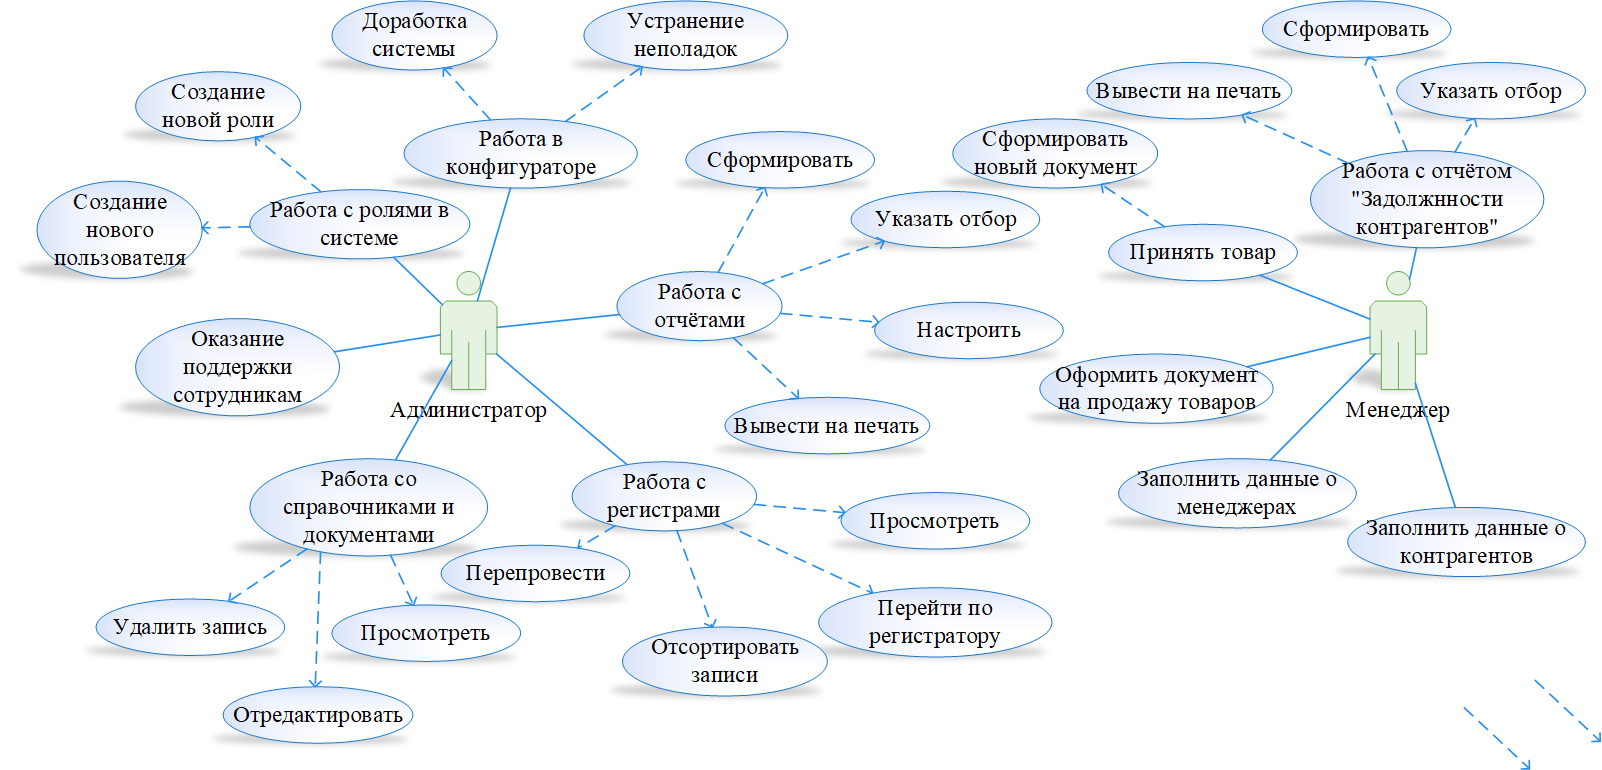 Доработка
системы
Устранение
неполадок
Сформировать
Создание
новой роли
Вывести на печать
Указать отбор
Работа в
конфигураторе
Сформировать
Сформировать
новый документ
Работа с отчётом
"Задолжнности
контрагентов"
Создание
нового
пользователя
Работа с ролями в
системе
Указать отбор
Принять товар
Работа с
отчётами
Настроить
Оказание
поддержки
сотрудникам
Администратор
Вывести на печать
Оформить документ
на продажу товаров
Менеджер
Работа со
справочниками и
документами
Работа с
регистрами
Просмотреть
Заполнить данные о
менеджерах
Заполнить данные о
контрагентов
Перепровести
Удалить запись
Просмотреть
Перейти по
регистратору
Отсортировать
записи
Отредактировать